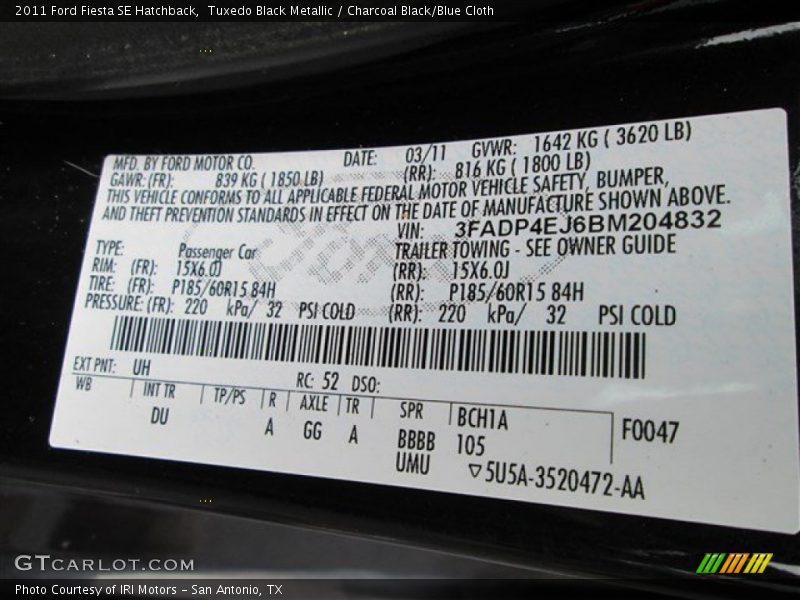 2011 Ford Fiesta SE Hatchback, Tuxedo Black Metallic / Charcoal Black/Blue Cloth
MFD. BY FORD MOTOR CO. DATE: 03/11 GVWR: 1642 KG ( 3620 LB)
GAWR: (FR): 839 KG ( 1850 LB) (RR): 816 KG ( 1800 LB)
THIS VEHICLE CONFORMS TO ALL APPLICABLE FEDERAL MOTOR VEHICLE SAFETY, BUMPER,
AND THEFT PREVENTION STANDARDS IN EFFECT ON THE DATE OF MANUFACTURE SHOWN ABOVE.
VIN: 3FADP4EJ6BM204832
TYPE: Passenger Car TRAILER TOWING - SEE OWNER GUIDE
RIM: (FR): 15X6.0J (RR): 15X6.0J
TIRE: (FR): P185/60R15 84H (RR): P185/60R15 84H
PRESSURE: (FR): 220 kPa/ 32 PSI COLD (RR): 220 kPa/ 32 PSI COLD
EXT PNT: UH RC: 52 DSO:
WB INT TR TP/PS R AXLE TR SPR BCH1A F0047
DU A GG A BBBB 105
UMU ▽5U5A-3520472-AA
GTCARLOT.COM
Photo Courtesy of IRI Motors – San Antonio, TX